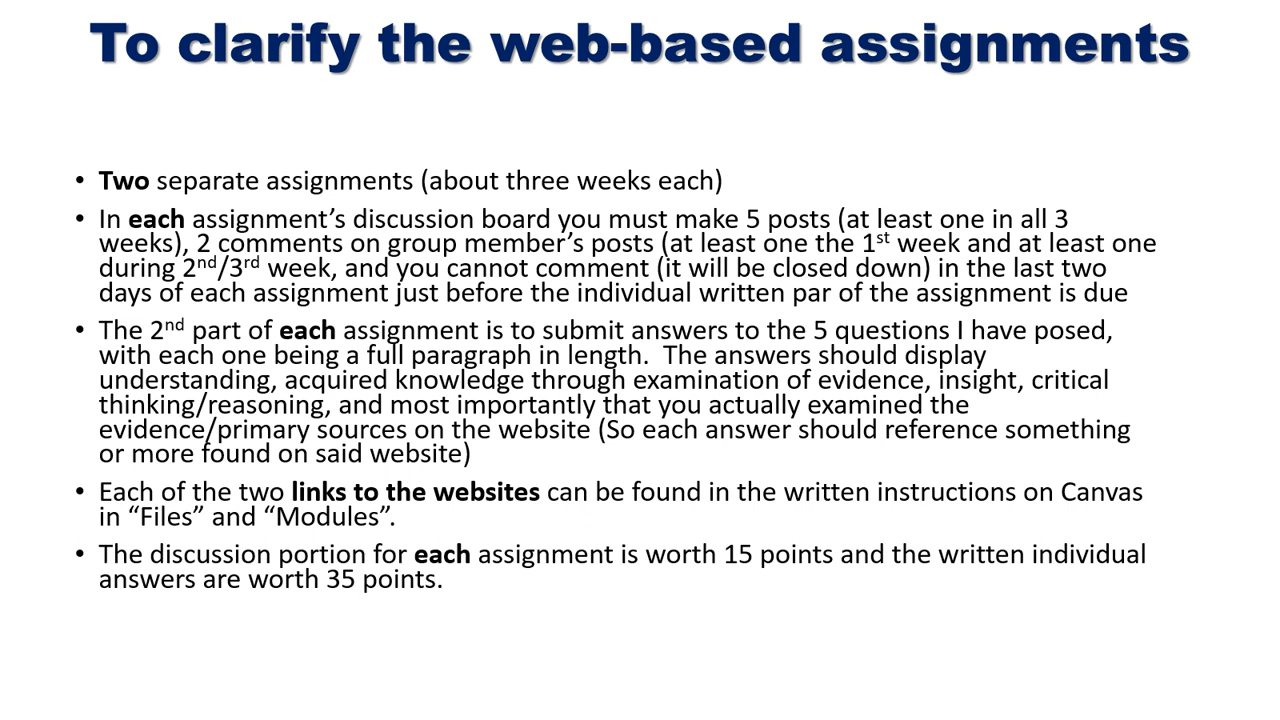 To clarify the web-based assignments
• Two separate assignments (about three weeks each)
• In each assignment’s discussion board you must make 5 posts (at least one in all 3
weeks), 2 comments on group member’s posts (at least one the 1st week and at least one
during 2nd/3rd week, and you cannot comment (it will be closed down) in the last two
days of each assignment just before the individual written par of the assignment is due
• The 2nd part of each assignment is to submit answers to the 5 questions I have posed,
with each one being a full paragraph in length.  The answers should display
understanding, acquired knowledge through examination of evidence, insight, critical
thinking/reasoning, and most importantly that you actually examined the
evidence/primary sources on the website (So each answer should reference something
or more found on said website)
• Each of the two links to the websites can be found in the written instructions on Canvas
in “Files” and “Modules”.
• The discussion portion for each assignment is worth 15 points and the written individual
answers are worth 35 points.